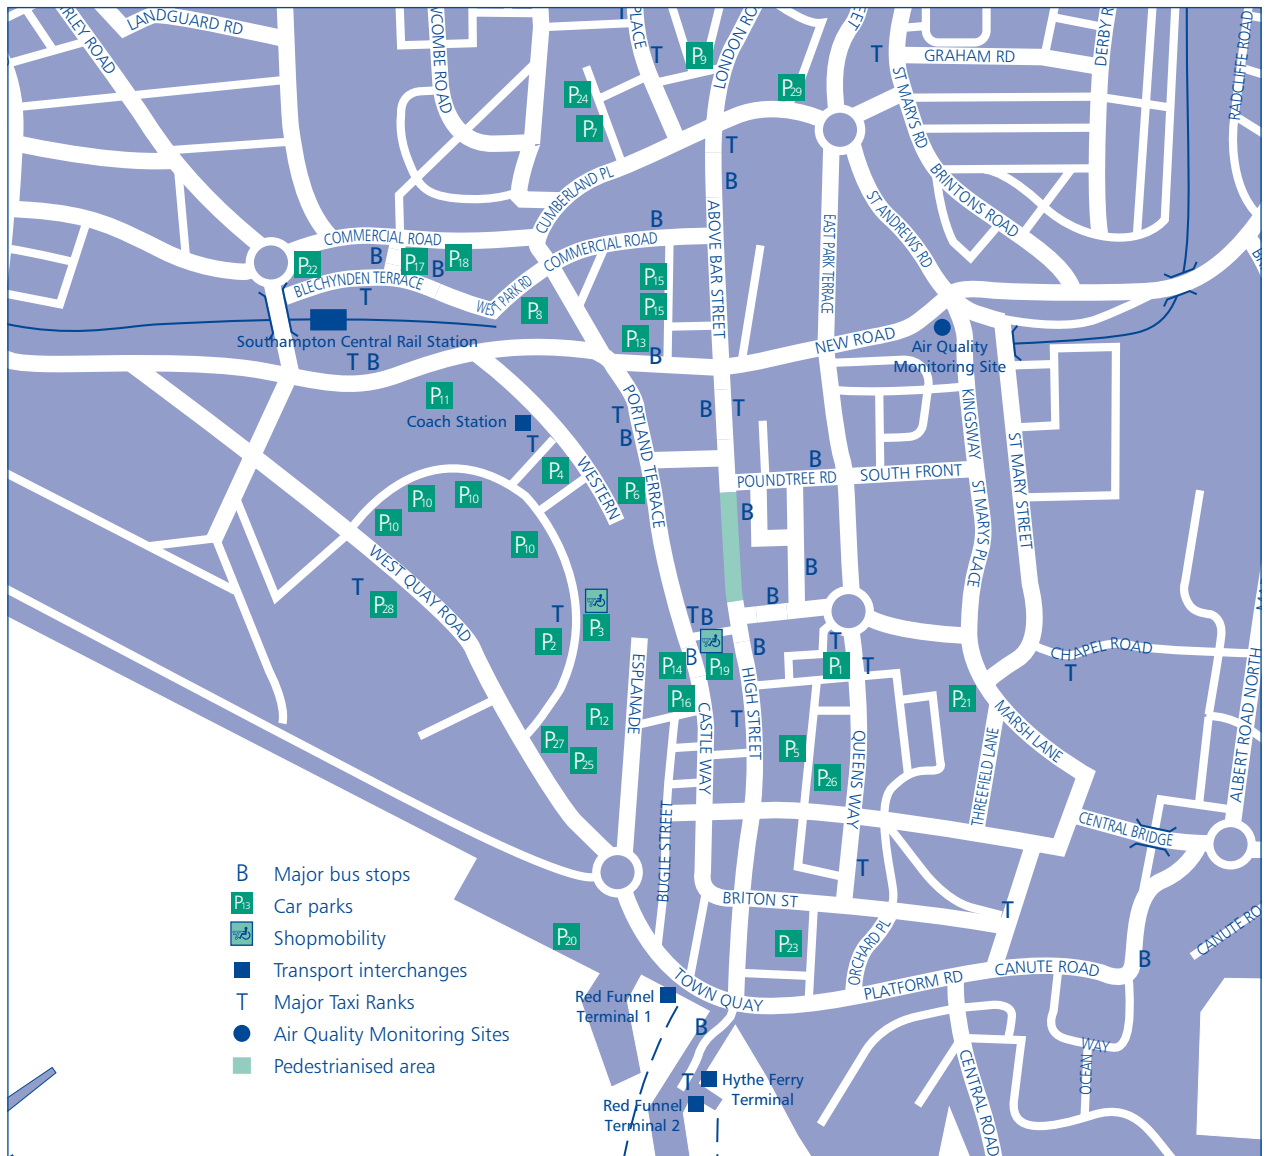 LANDGUARD RD
PLACE
LONDON RO
GRAHAM RD
DERBY R
RADCLIFFE ROAD
T
P9
T
P24
P29
P7
ST MARYS RD
T
B
BRINTONS ROAD
CUMBERLAND PL
ST ANDREWS RD
ABOVE BAR STREET
EAST PARK TERRACE
B
COMMERCIAL ROAD
COMMERCIAL ROAD
P22
B
P17
B
P18
BLECHYNDEN TERRACE
T
WEST PARK RD
P15
P15
P8
P13
B
Southampton Central Rail Station
T B
NEW ROAD
Air Quality
Monitoring Site
P11
Coach Station
T
P4
T
B
PORTLAND TERRACE
B T
KINGSWAY
ST MARY STREET
B
POUNDTREE RD
SOUTH FRONT
WESTERN
P6
P10
P10
P10
P10
B
ST MARYS PLACE
WEST QUAY ROAD
T
P28
B
B
T
P3
P2
T B
B
T
T
P1
B
P14
P19
CHAPEL ROAD
T
ESPLANADE
P16
P12
CASTLE WAY
HIGH STREET
T
P21
MARSH LANE
THREEFIELD LANE
ALBERT ROAD NORTH
P27
P25
P5
P26
QUEENS WAY
CENTRAL BRIDGE
BUGLE STREET
T
BRITON ST
T
P20
P23
ORCHARD PL
CANUTE RO
B
CANUTE ROAD
PLATFORM RD
TOWN QUAY
Red Funnel
Terminal 1
B
WAY
OCEAN
CENTRAL ROAD
T
Hythe Ferry
Terminal
Red Funnel
Terminal 2
B Major bus stops
P13 Car parks
Shopmobility
Transport interchanges
T Major Taxi Ranks
Air Quality Monitoring Sites
Pedestrianised area